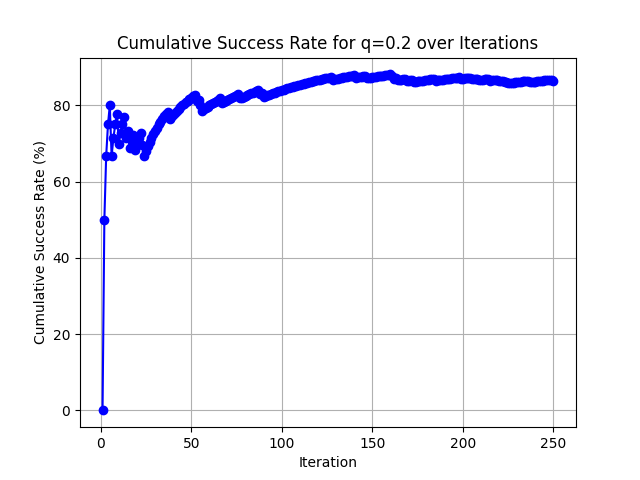 Cumulative Success Rate for q=0.2 over Iterations
Cumulative Success Rate (%)
80
60
40
20
0
0 50 100 150 200 250
Iteration